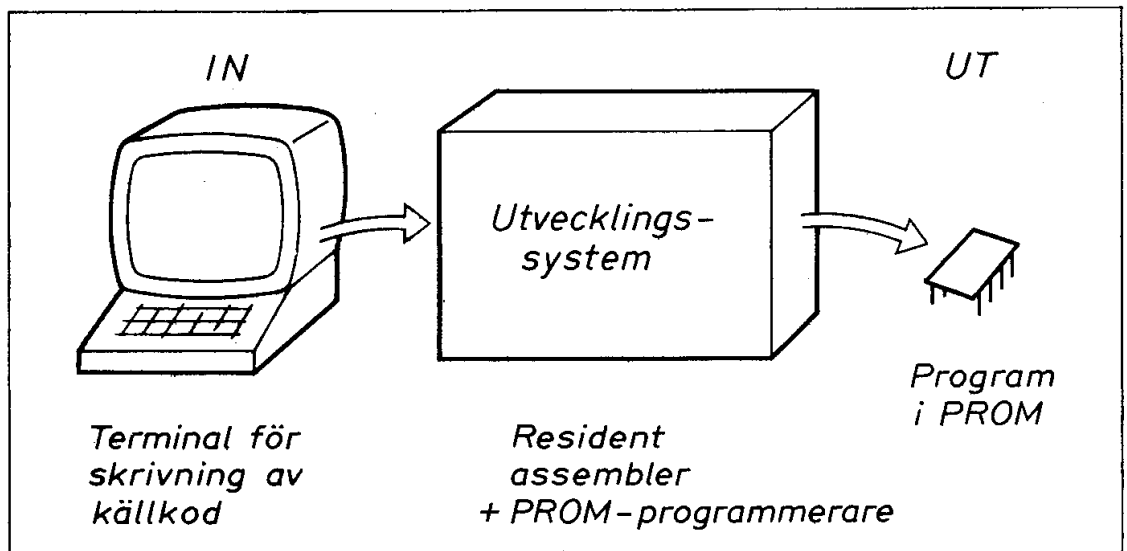 IN
UT
Utvecklings-
system
Program
i PROM
Terminal för
skrivning av
källkod
Resident
assembler
+ PROM-programmerare